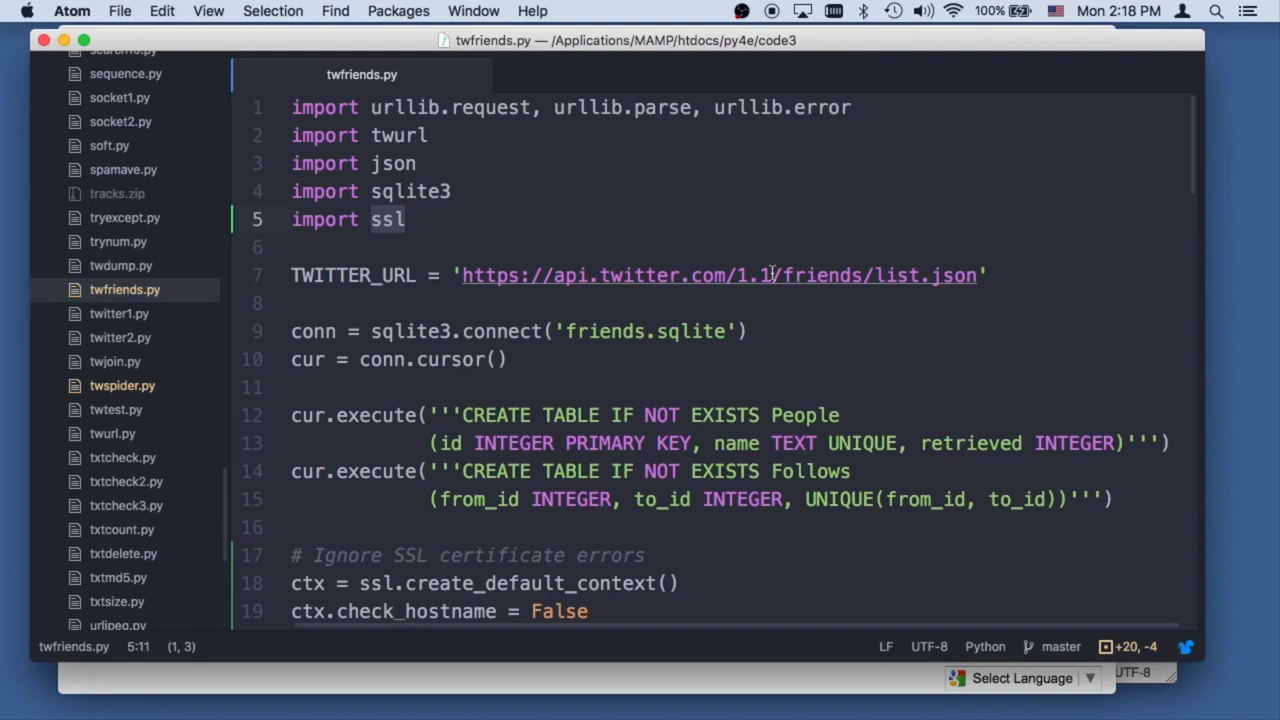 Atom File Edit View Selection Find Packages Window Help 100% Mon 2:18 PM
twfriends.py — /Applications/MAMP/htdocs/py4e/code3
sequence.py
socket1.py
socket2.py
soft.py
spamave.py
tracks.zip
tryexcept.py
trynum.py
twdump.py
twfriends.py
twitter1.py
twitter2.py
twjoin.py
twspider.py
twtest.py
twurl.py
txtcheck.py
txtcheck2.py
txtcheck3.py
txtcount.py
txtdelete.py
txtmd5.py
txtsize.py
urljpeg.py
twfriends.py
1 import urllib.request, urllib.parse, urllib.error
2 import twurl
3 import json
4 import sqlite3
5 import ssl
6
7 TWITTER_URL = 'https://api.twitter.com/1.1/friends/list.json'
8
9 conn = sqlite3.connect('friends.sqlite')
10 cur = conn.cursor()
11
12 cur.execute('''CREATE TABLE IF NOT EXISTS People
13 (id INTEGER PRIMARY KEY, name TEXT UNIQUE, retrieved INTEGER)''')
14 cur.execute('''CREATE TABLE IF NOT EXISTS Follows
15 (from_id INTEGER, to_id INTEGER, UNIQUE(from_id, to_id))''')
16
17 # Ignore SSL certificate errors
18 ctx = ssl.create_default_context()
19 ctx.check_hostname = False
twfriends.py 5:11 (1, 3) LF UTF-8 Python master +20, -4
Select Language ▼ UTF-8